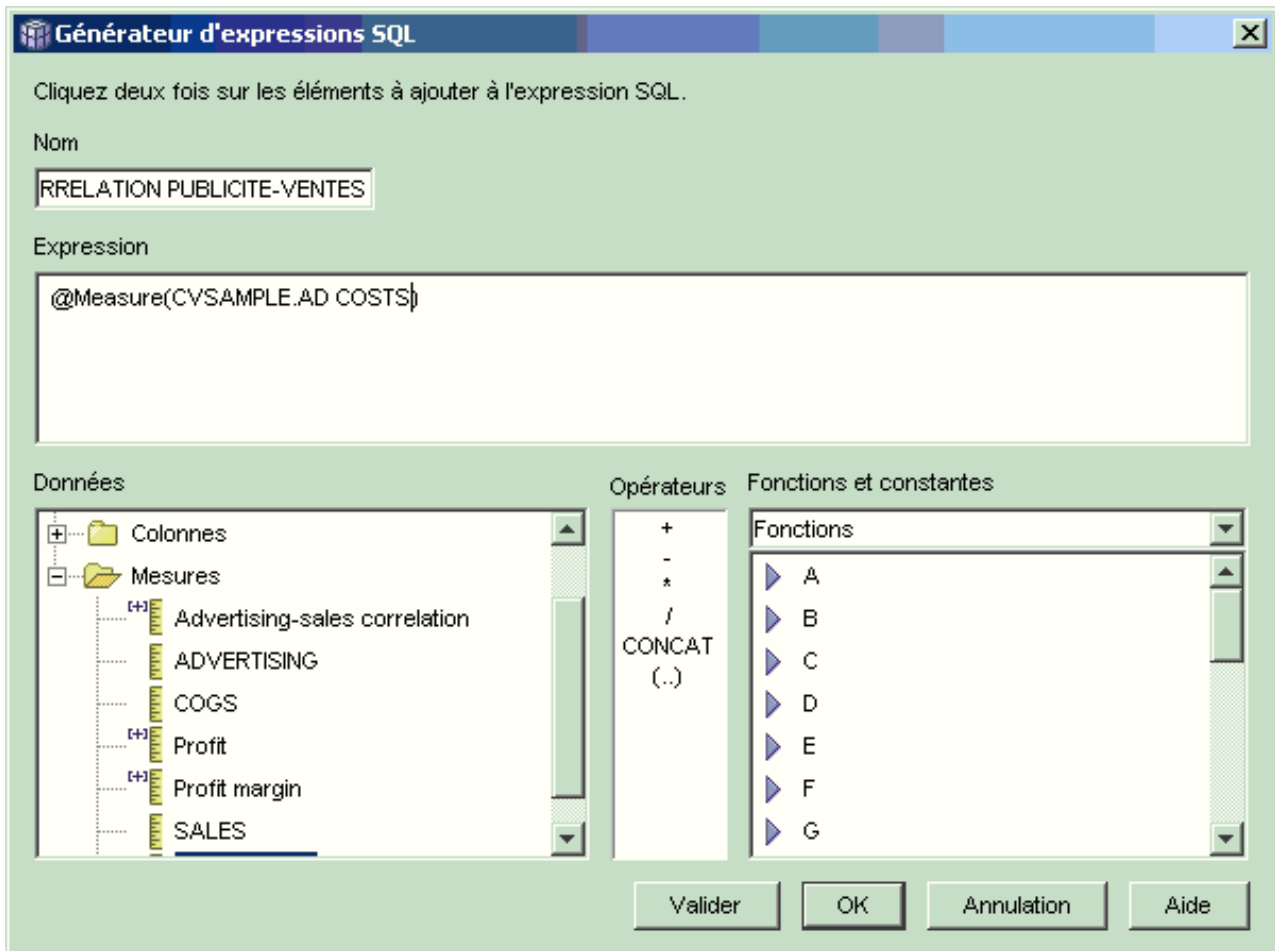 Générateur d'expressions SQL
Cliquez deux fois sur les éléments à ajouter à l'expression SQL.
Nom
RRELATION PUBLICITE-VENTES
Expression
@Measure(CVSAMPLE.AD COSTS)
Données
Opérateurs
Fonctions et constantes
Colonnes
Mesures
Advertising-sales correlation
ADVERTISING
COGS
Profit
Profit margin
SALES
+
-
*
/
CONCAT
(..)
Fonctions
A
B
C
D
E
F
G
Valider
OK
Annulation
Aide